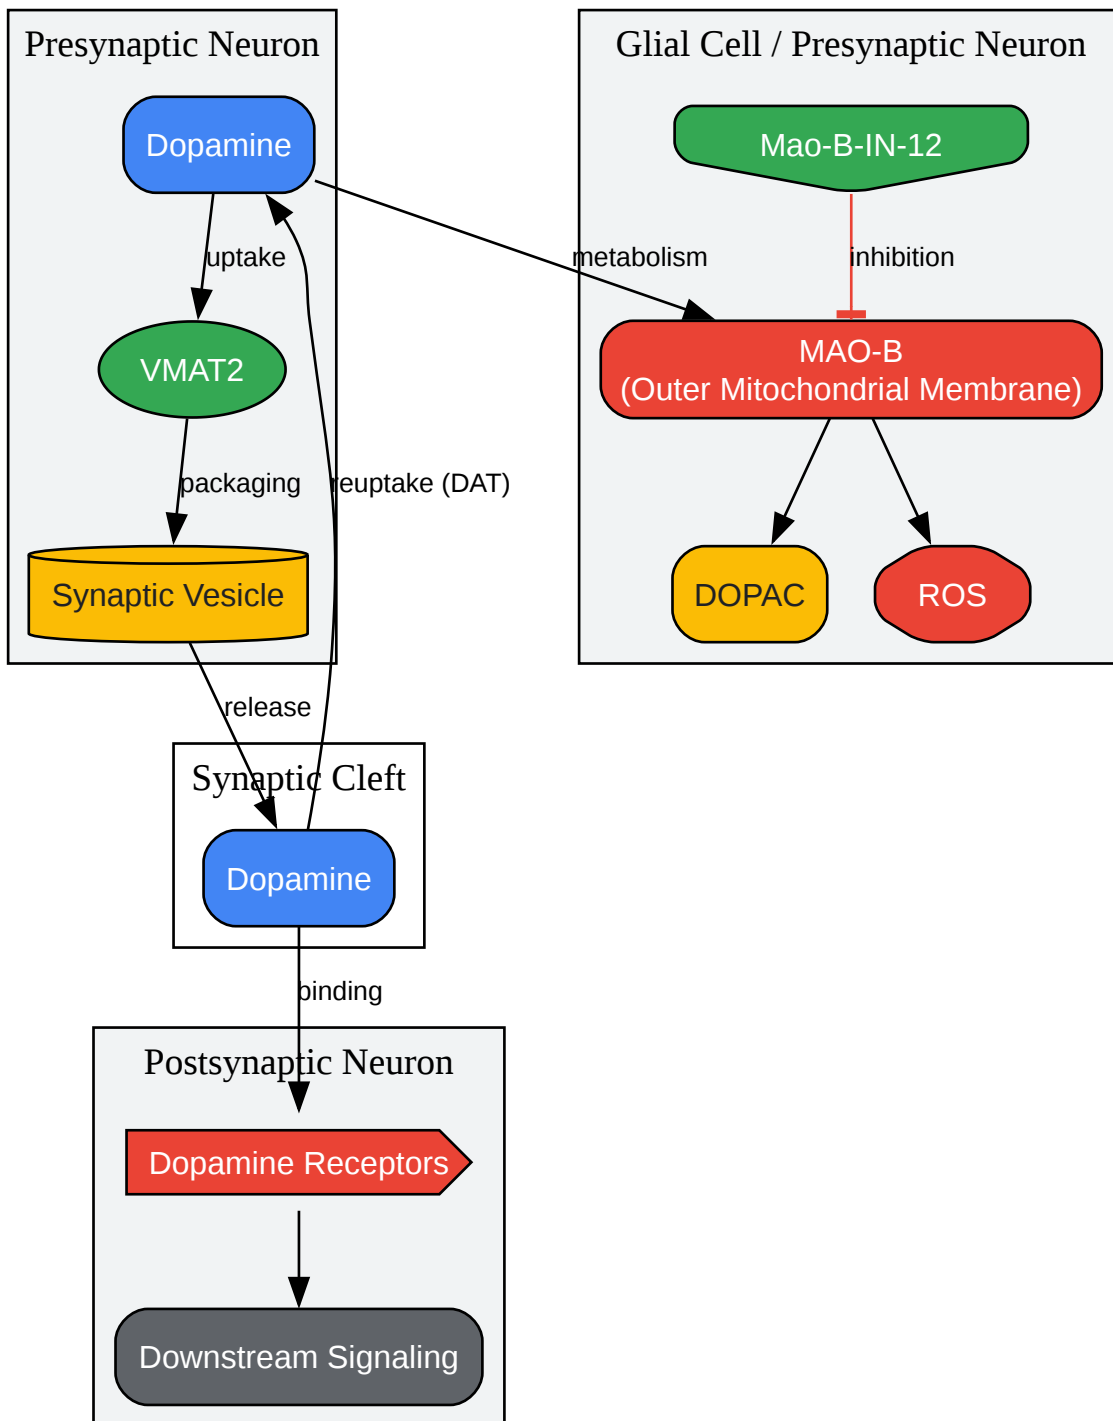 Presynaptic Neuron
Glial Cell / Presynaptic Neuron
Dopamine
Mao-B-IN-12
uptake
metabolism
inhibition
VMAT2
MAO-B
(Outer Mitochondrial Membrane)
packaging
reuptake (DAT)
Synaptic Vesicle
DOPAC
ROS
release
Synaptic Cleft
Dopamine
binding
Postsynaptic Neuron
Dopamine Receptors
Downstream Signaling